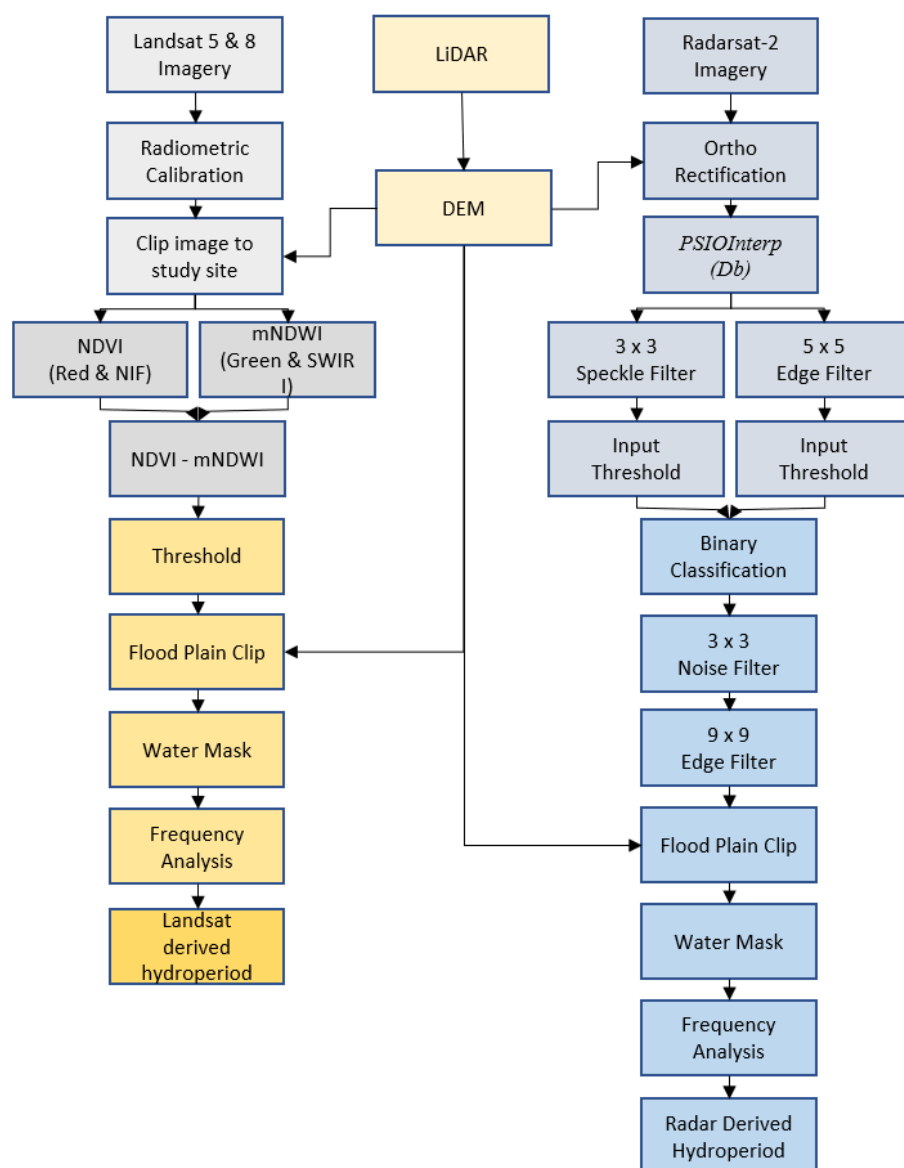 Landsat 5 & 8
Imagery
LiDAR
Radarsat-2
Imagery
Radiometric
Calibration
Ortho
Rectification
DEM
Clip image to
study site
PSIOInterp
(Db)
NDVI
(Red & NIF)
mNDWI
(Green & SWIR
I)
3 x 3
Speckle Filter
5 x 5
Edge Filter
NDVI - mNDWI
Input
Threshold
Input
Threshold
Threshold
Binary
Classification
Flood Plain Clip
3 x 3
Noise Filter
Water Mask
9 x 9
Edge Filter
Frequency
Analysis
Flood Plain Clip
Landsat
derived
hydroperiod
Water Mask
Frequency
Analysis
Radar Derived
Hydroperiod